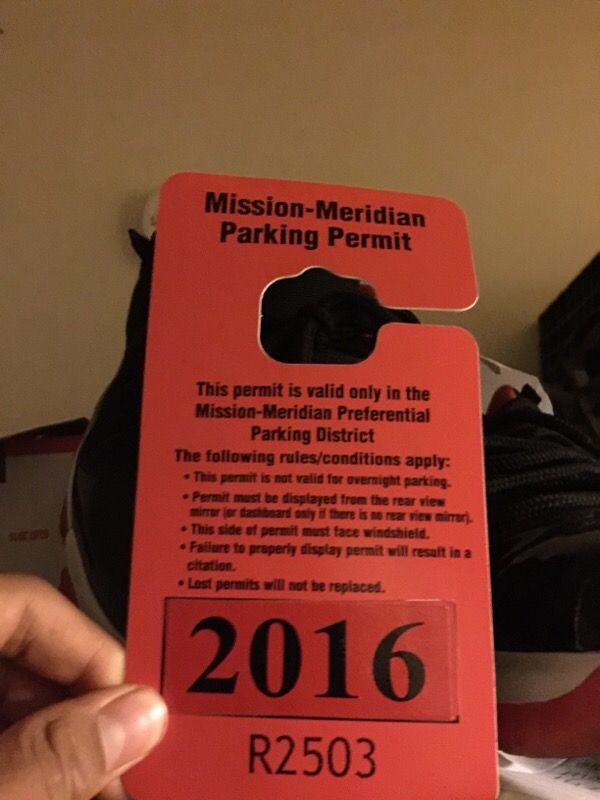 Mission-Meridian
Parking Permit
This permit is valid only in the
Mission-Meridian Preferential
Parking District
The following rules/conditions apply:
• This permit is not valid for overnight parking.
• Permit must be displayed from the rear view
mirror (or dashboard only if there is no rear view mirror).
• This side of permit must face windshield.
• Failure to properly display permit will result in a
citation.
• Lost permits will not be replaced.
2016
R2503